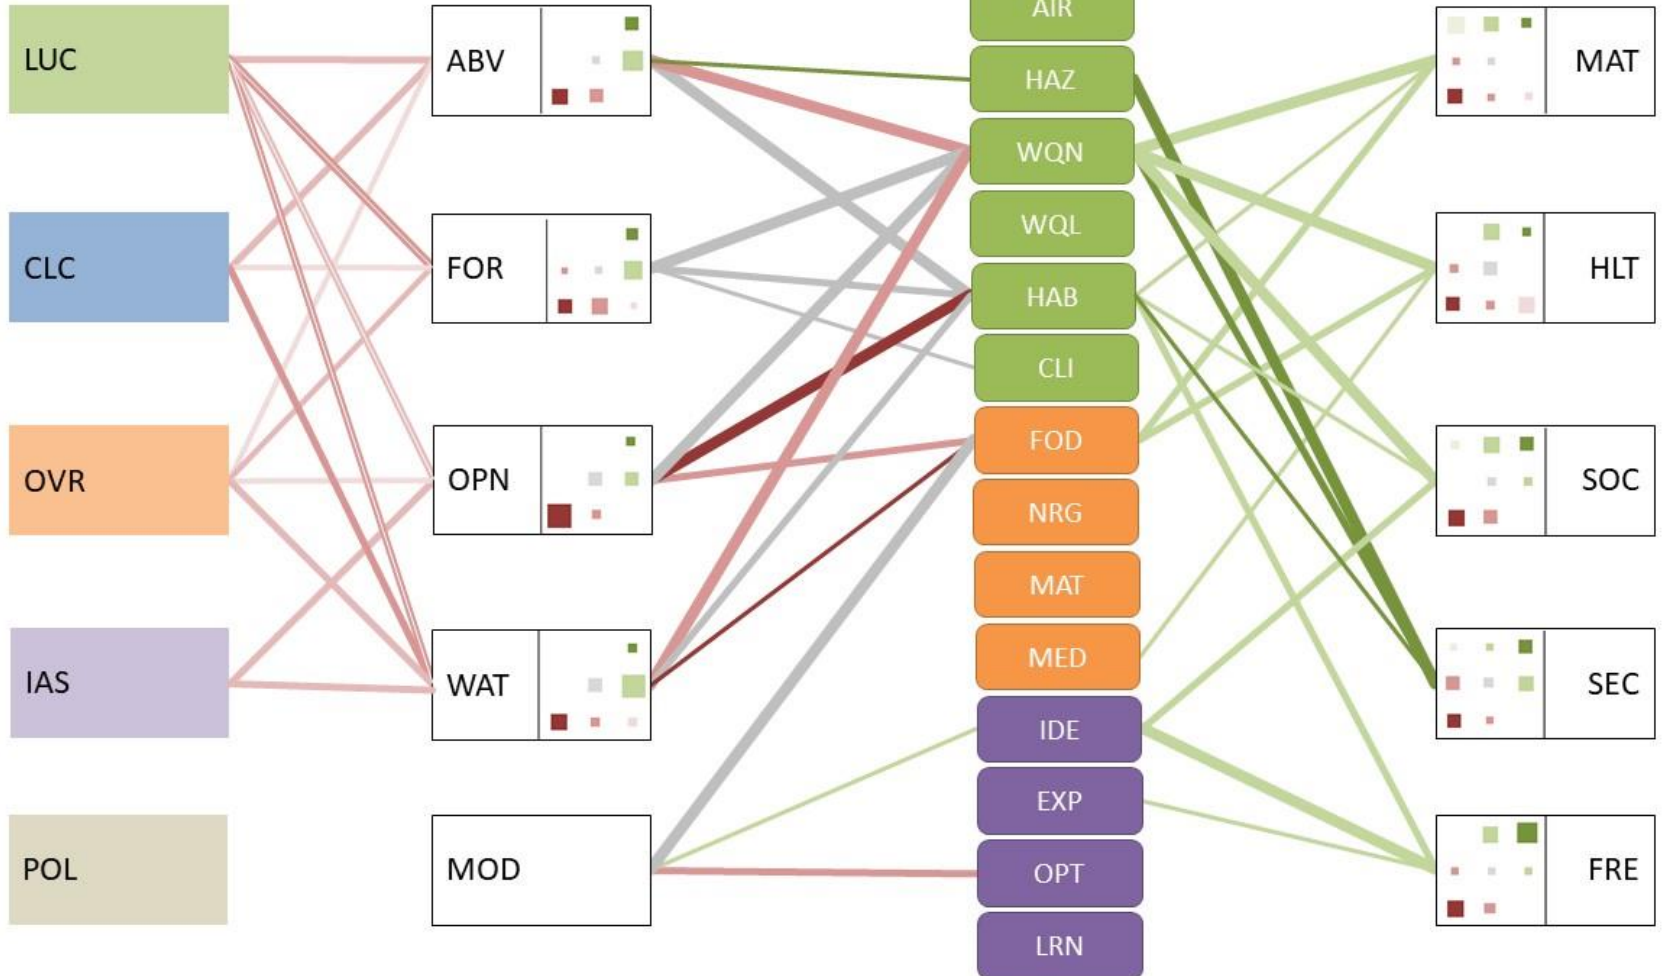 LUC
CLC
OVR
IAS
POL
ABV
FOR
OPN
WAT
MOD
AIR
HAZ
WQN
WQL
HAB
CLI
FOD
NRG
MAT
MED
IDE
EXP
OPT
LRN
MAT
HLT
SOC
SEC
FRE